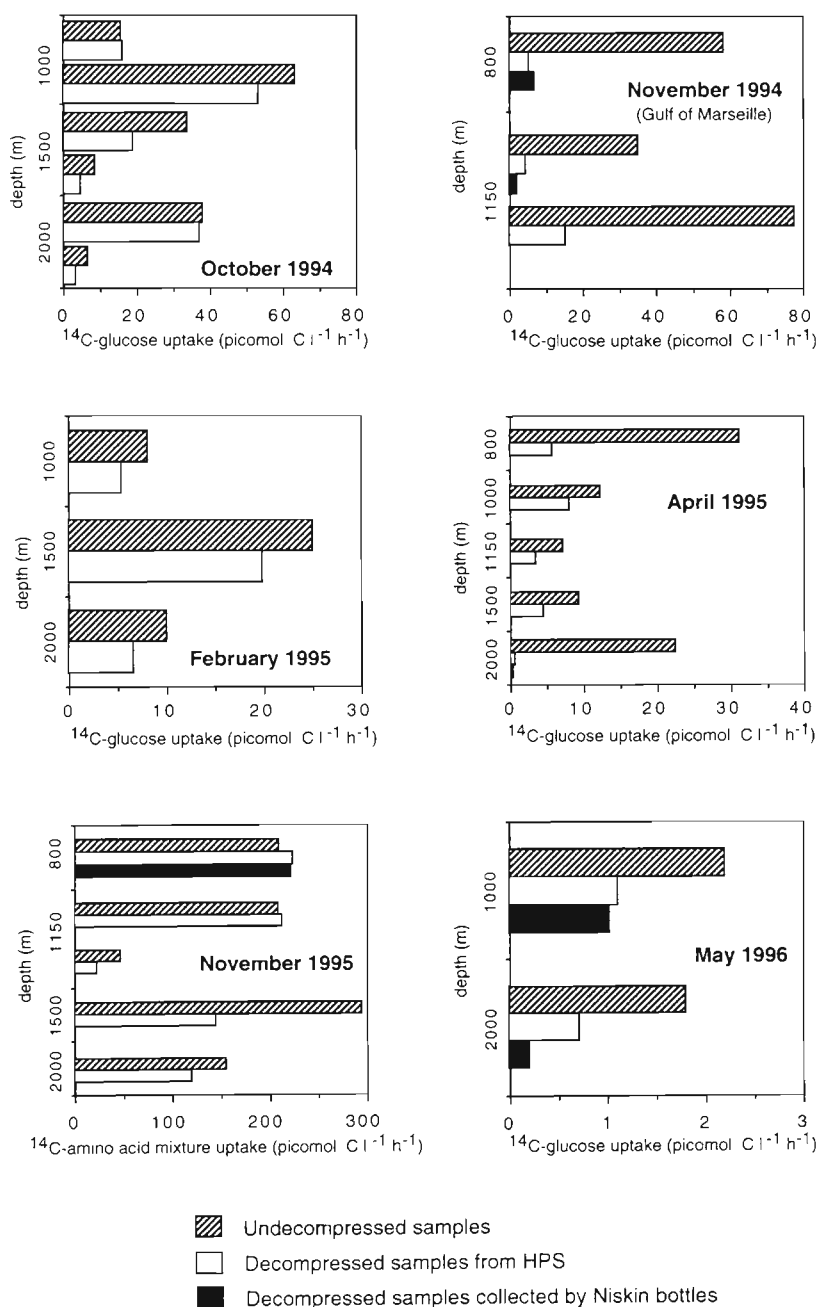 depth (m)
1000
1500
2000
October 1994
0 20 40 60 80
¹⁴C-glucose uptake (picomol C l⁻¹ h⁻¹)
depth (m)
800
1150
November 1994
(Gulf of Marseille)
0 20 40 60 80
¹⁴C-glucose uptake (picomol C l⁻¹ h⁻¹)
depth (m)
1000
1500
2000
February 1995
0 10 20 30
¹⁴C-glucose uptake (picomol C l⁻¹ h⁻¹)
depth (m)
800
1000
1150
1500
2000
April 1995
0 10 20 30 40
¹⁴C-glucose uptake (picomol C l⁻¹ h⁻¹)
depth (m)
800
1150
1500
2000
November 1995
0 100 200 300
¹⁴C-amino acid mixture uptake (picomol C l⁻¹ h⁻¹)
depth (m)
1000
2000
May 1996
0 1 2 3
¹⁴C-glucose uptake (picomol C l⁻¹ h⁻¹)
Undecompressed samples
Decompressed samples from HPS
Decompressed samples collected by Niskin bottles